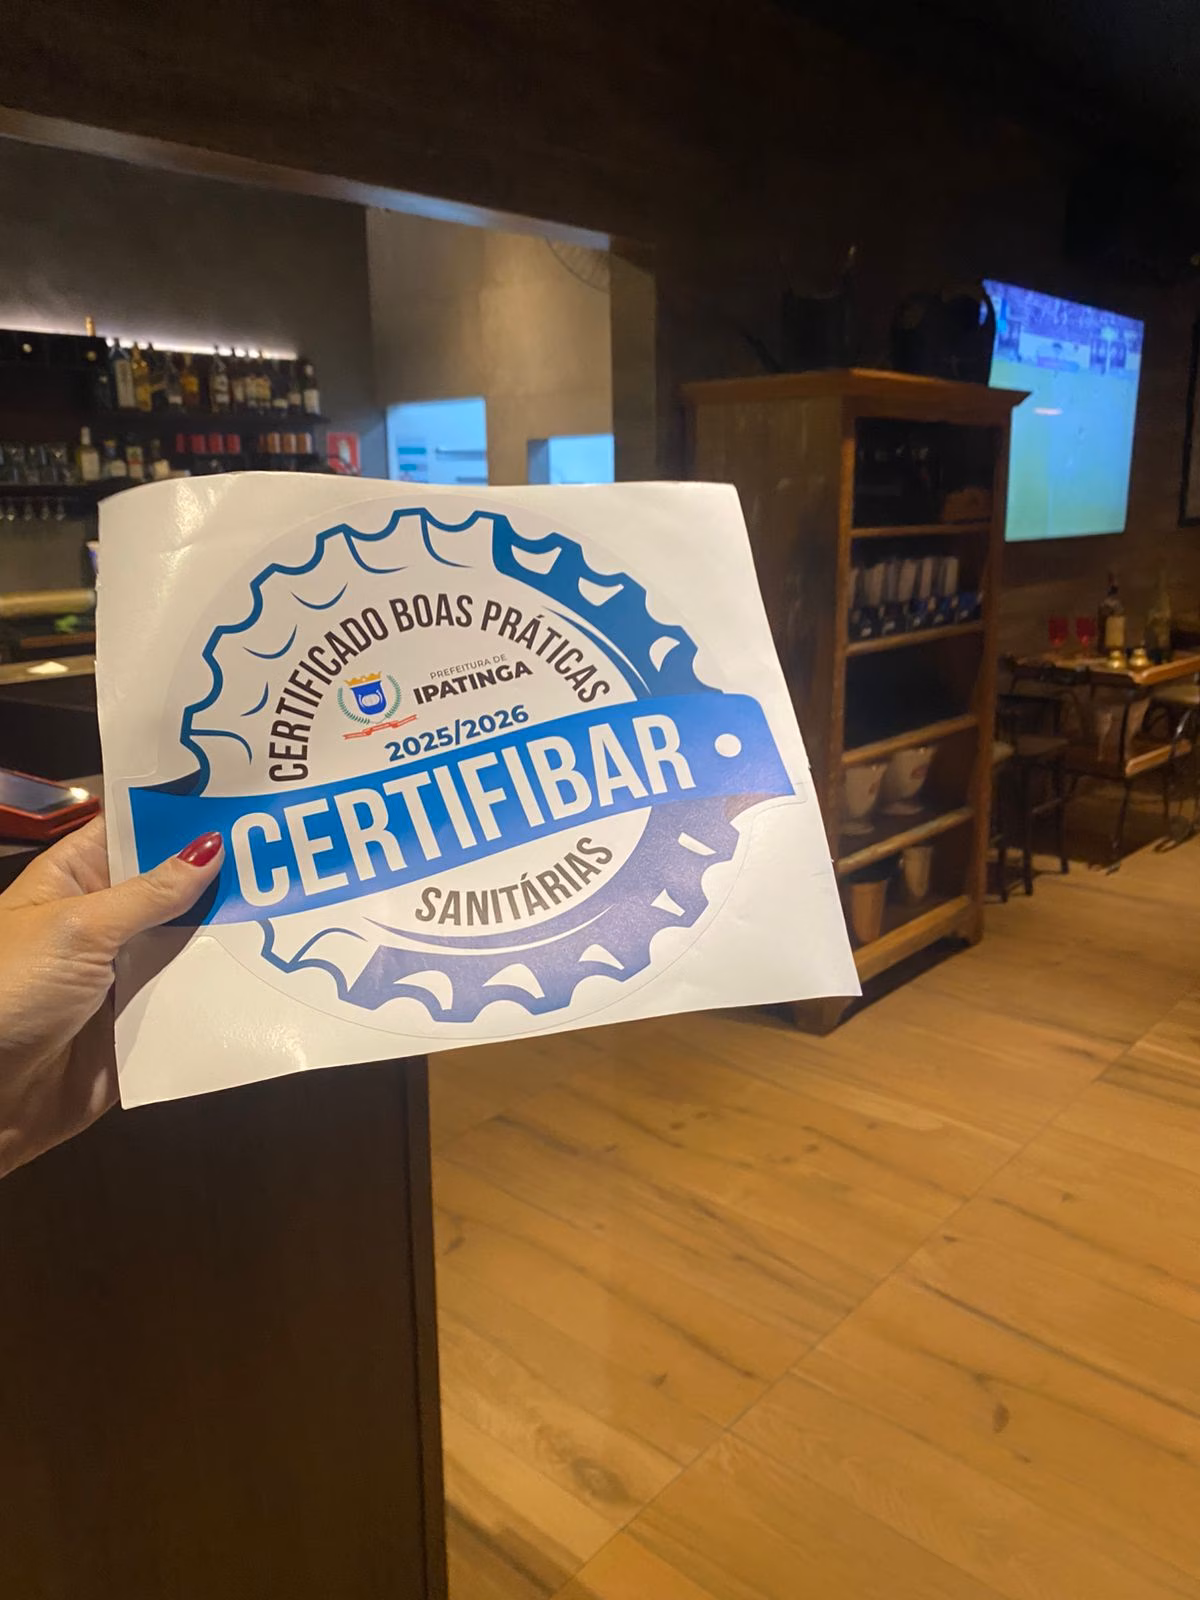 CERTIFICADO BOAS PRÁTICAS
PREFEITURA DE
IPATINGA
2025/2026
CERTIFIBAR
SANITÁRIAS